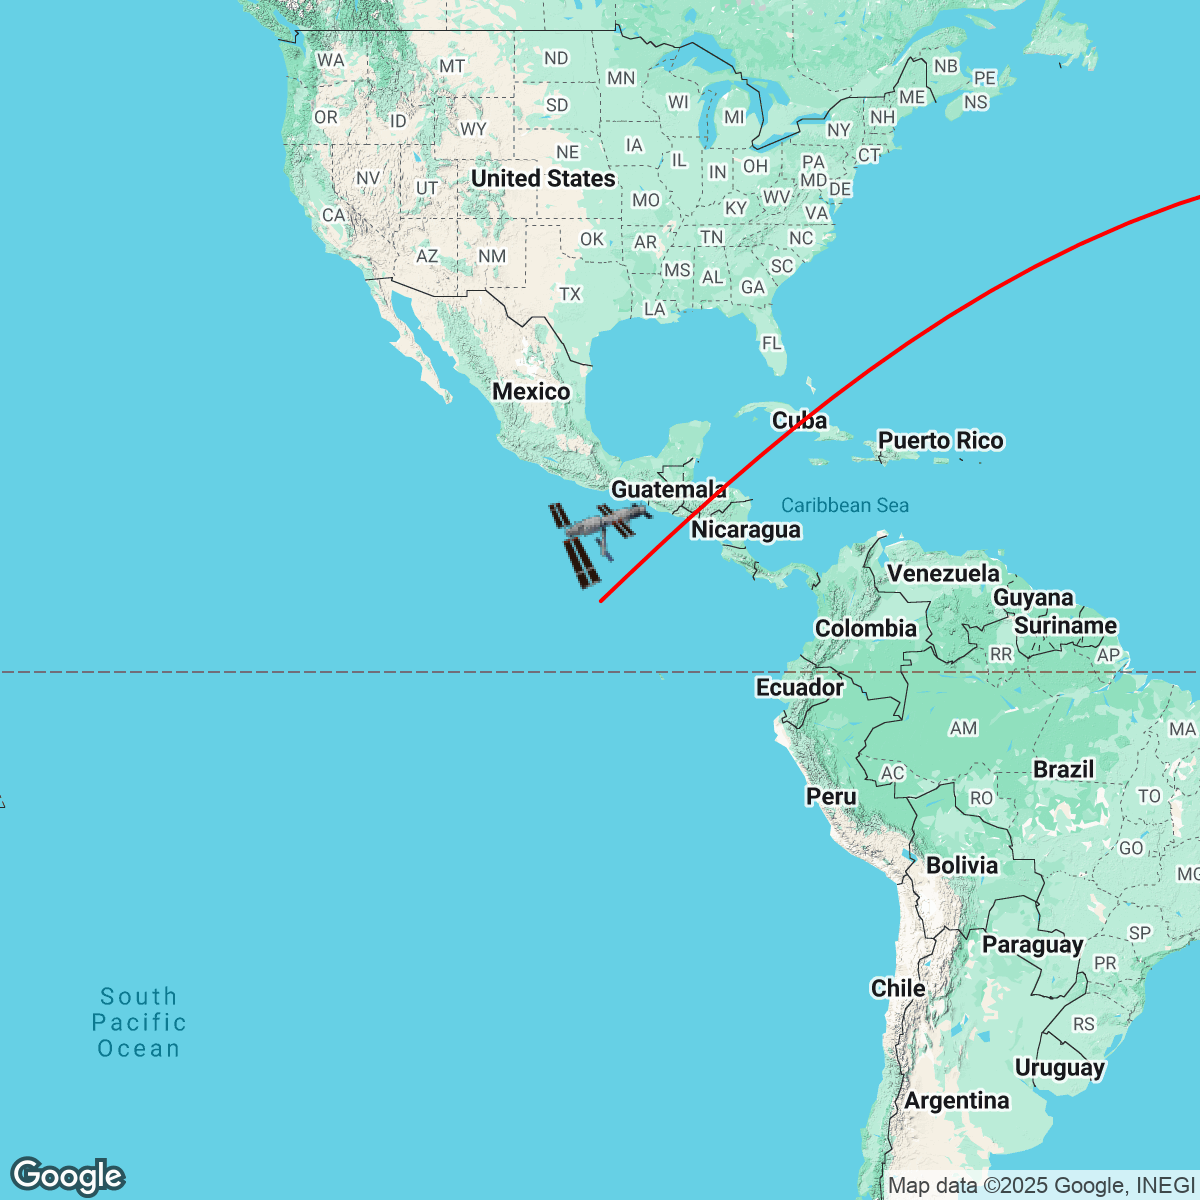 NB
WA
MT
ND
MN
PE
ME
NS
SD
WI
OR
ID
MI
NH
WY
NY
IA
NE
CT
IL
OH
PA
IN
NV
United States
MD
UT
DE
MO
WV
KY
VA
CA
TN
NC
OK
AR
AZ
NM
SC
MS
AL
GA
TX
LA
FL
Mexico
Cuba
Puerto Rico
Guatemala
Caribbean Sea
Nicaragua
Venezuela
Guyana
Colombia
Suriname
RR
AP
Ecuador
AM
MA
Brazil
AC
Peru
RO
TO
GO
Bolivia
MG
SP
Paraguay
PR
Chile
South
Pacific
Ocean
RS
Uruguay
Argentina
Google
Map data ©2025 Google, INEGI